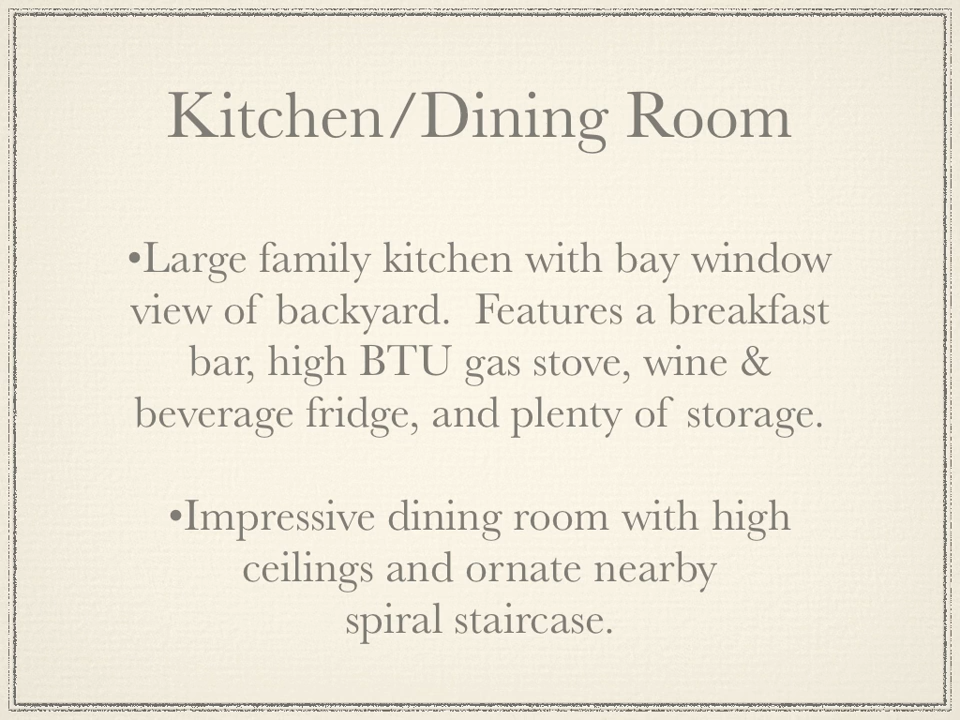 Kitchen/Dining Room
•Large family kitchen with bay window
view of backyard.  Features a breakfast
bar, high BTU gas stove, wine &
beverage fridge, and plenty of storage.
•Impressive dining room with high
ceilings and ornate nearby
spiral staircase.